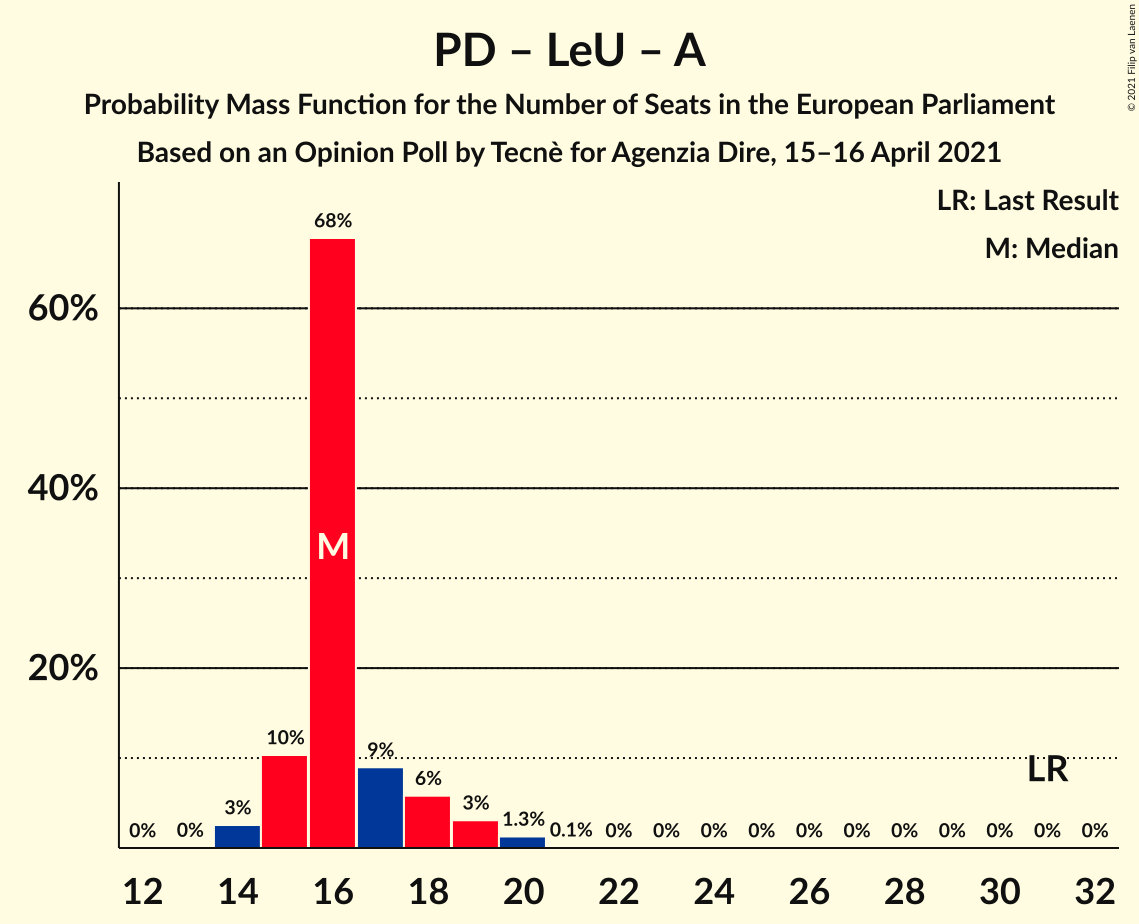 PD – LeU – A
Probability Mass Function for the Number of Seats in the European Parliament
Based on an Opinion Poll by Tecnè for Agenzia Dire, 15–16 April 2021
© 2021 Filip van Laenen
LR: Last Result
M: Median
60%
40%
20%
0% 0% 3% 10% 68% 9% 6% 3% 1.3% 0.1% 0% 0% 0% 0% 0% 0% 0% 0% 0% 0% 0%
M
LR
12 14 16 18 20 22 24 26 28 30 32